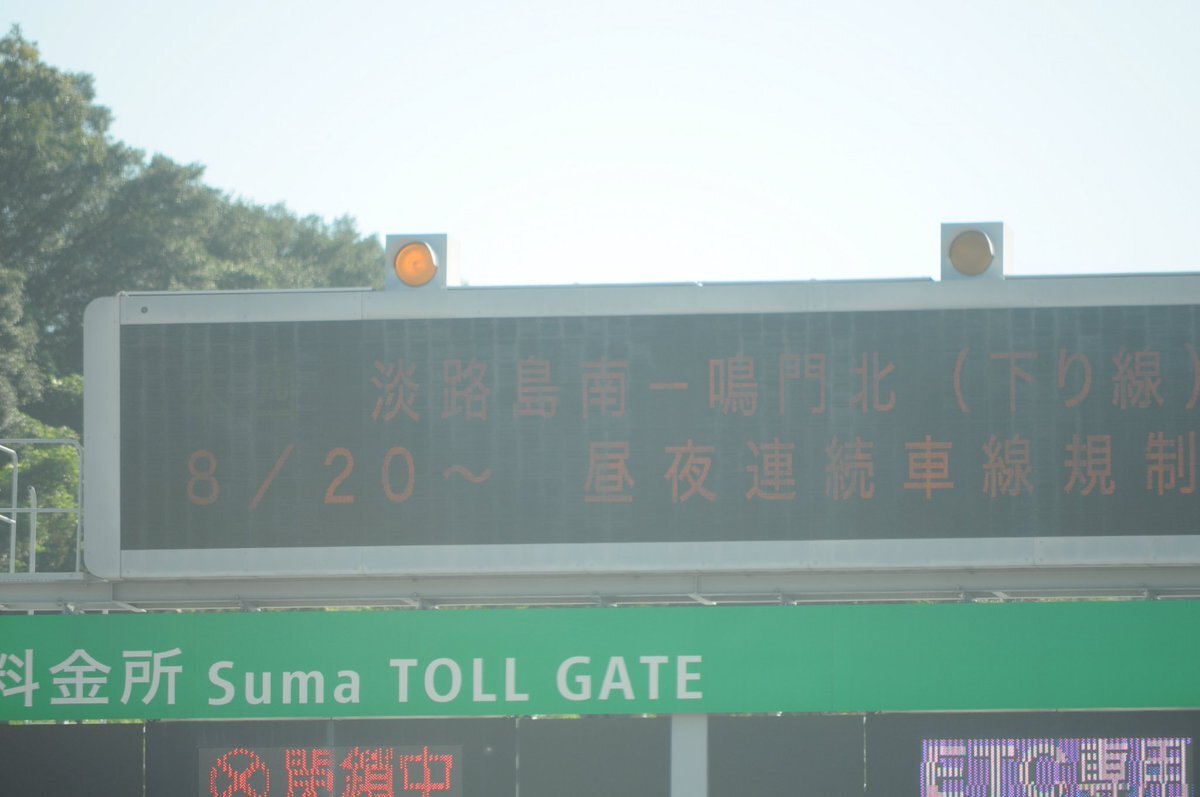 淡路島南ー鳴門北(下り線)
8/20~ 昼夜連続車線規制
料金所 Suma TOLL GATE
閉鎖中
ETC専用